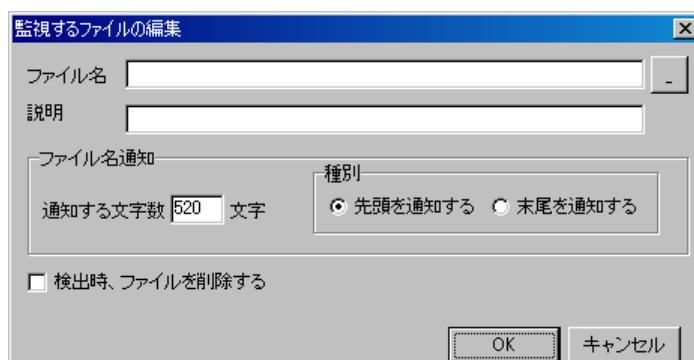 監視するファイルの編集
ファイル名
_
説明
ファイル名通知
通知する文字数 520 文字
種別
先頭を通知する 末尾を通知する
検出時、ファイルを削除する
OK キャンセル